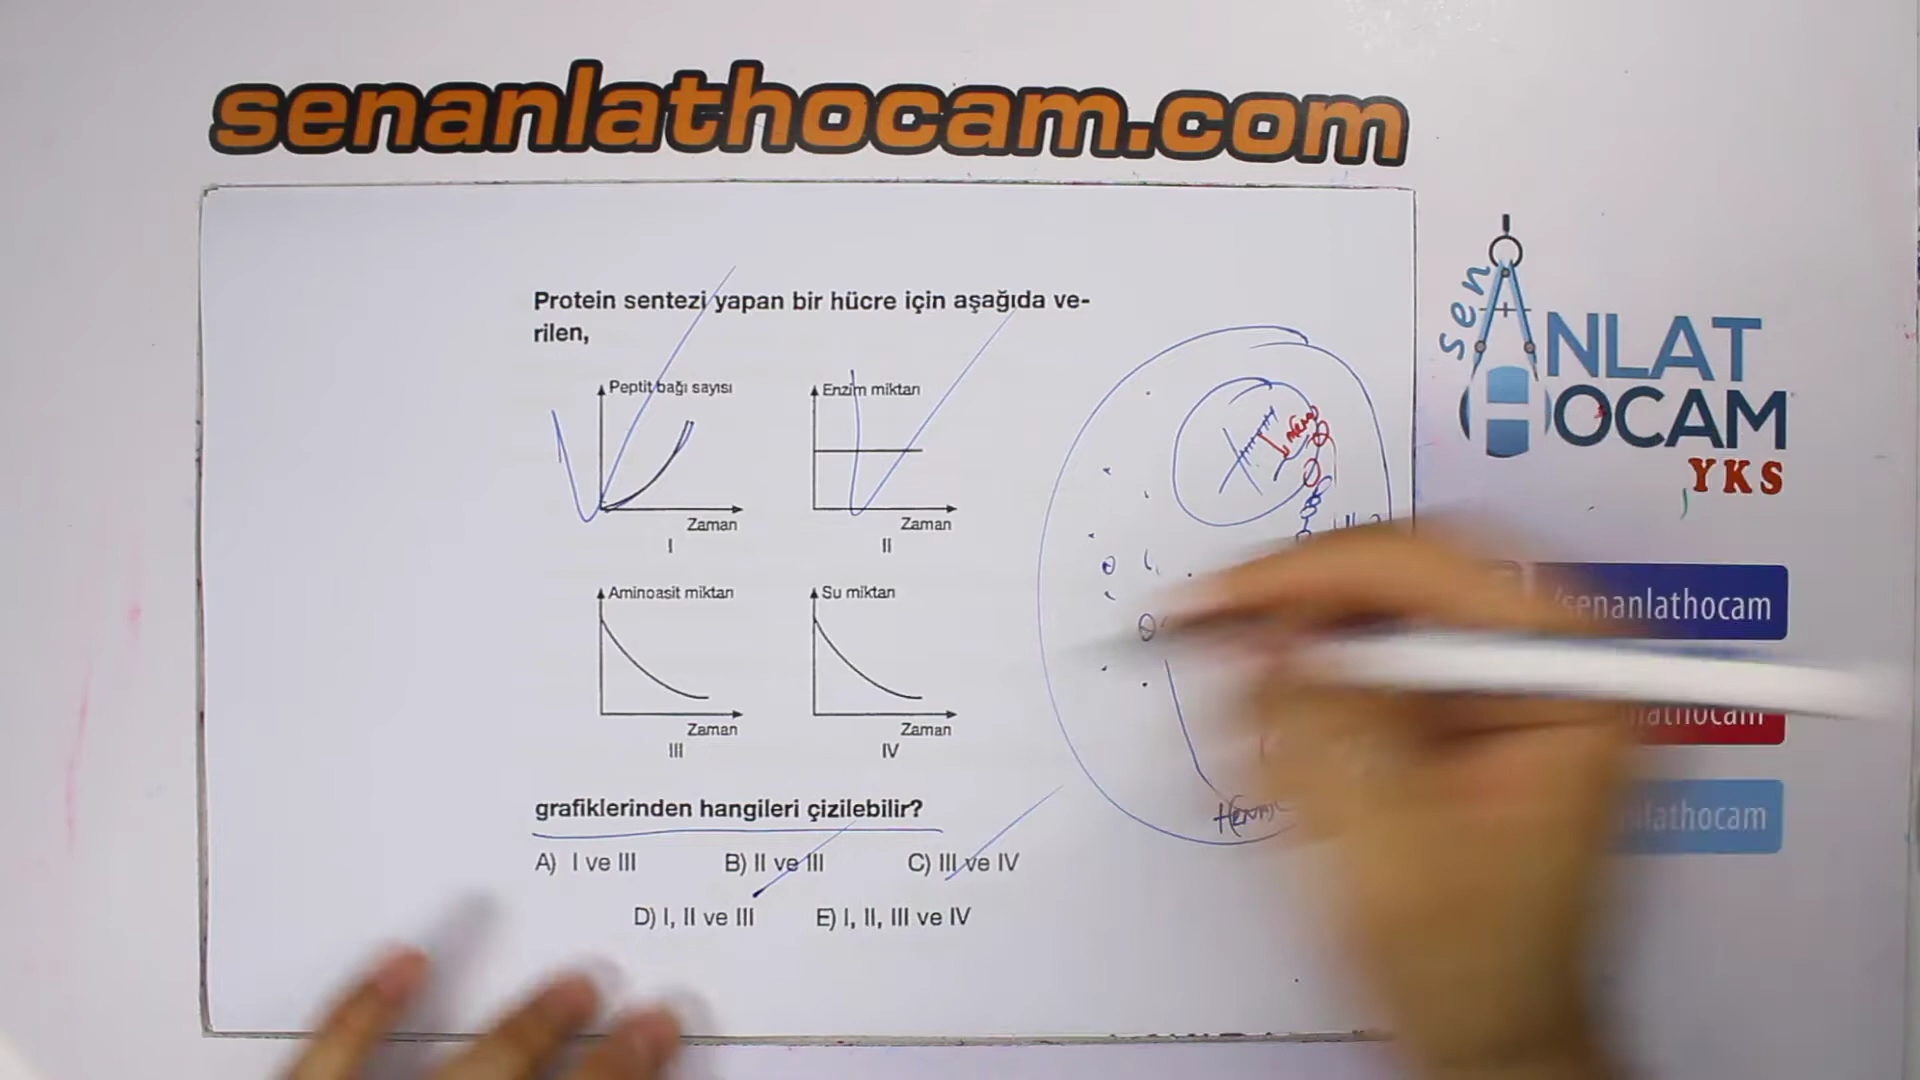 senanlathocam.com
Protein sentezi yapan bir hücre için aşağıda ve-
rilen,
Peptit bağı sayısı
Zaman
I
Enzim miktarı
Zaman
II
Aminoasit miktarı
Zaman
III
Su miktarı
Zaman
IV
grafiklerinden hangileri çizilebilir?
A) I ve III
B) II ve III
C) III ve IV
D) I, II ve III
E) I, II, III ve IV
sen
ANLAT
HOCAM
YKS
/senanlathocam